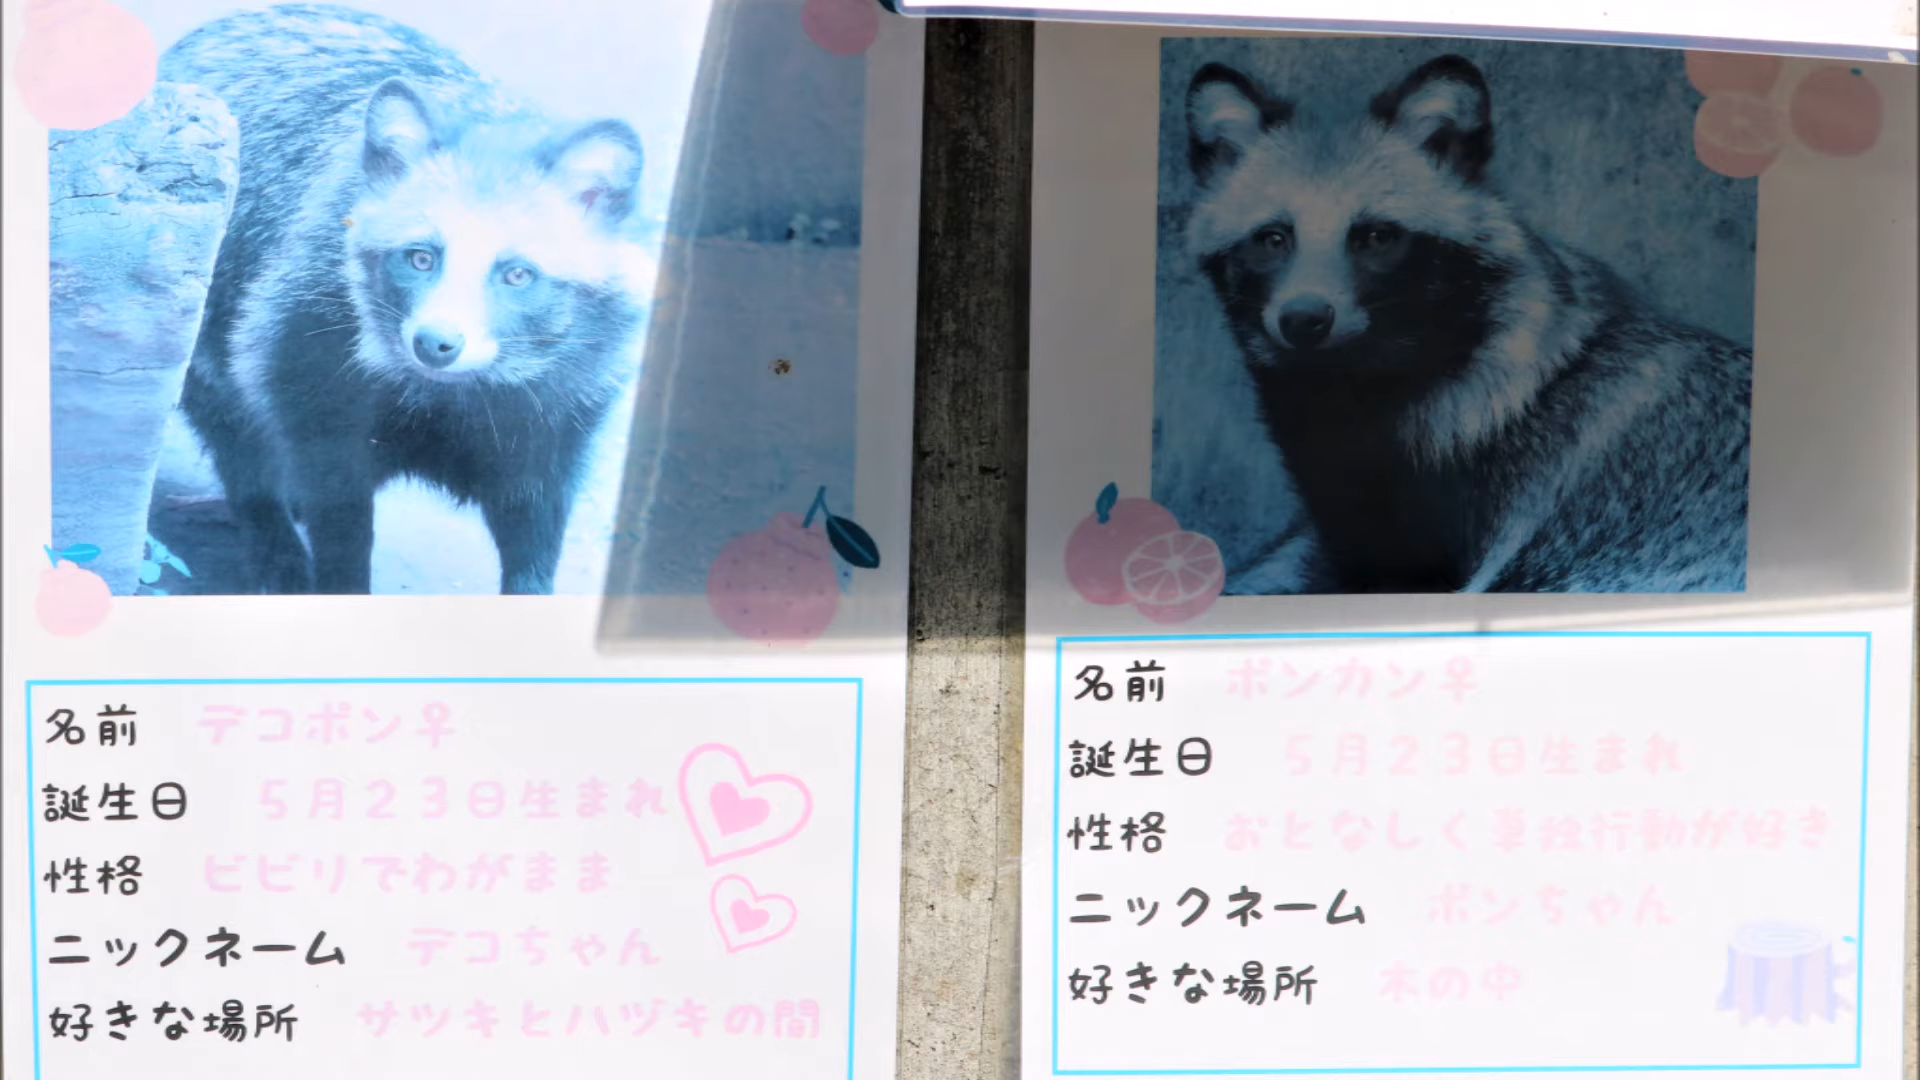 名前 デコポン♀
誕生日 5月23日生まれ
性格 ビビリでわがまま
ニックネーム デコちゃん
好きな場所 サツキとハヅキの間
名前 ポンカン♀
誕生日 5月23日生まれ
性格 おとなしく単独行動が好き
ニックネーム ポンちゃん
好きな場所 木の中